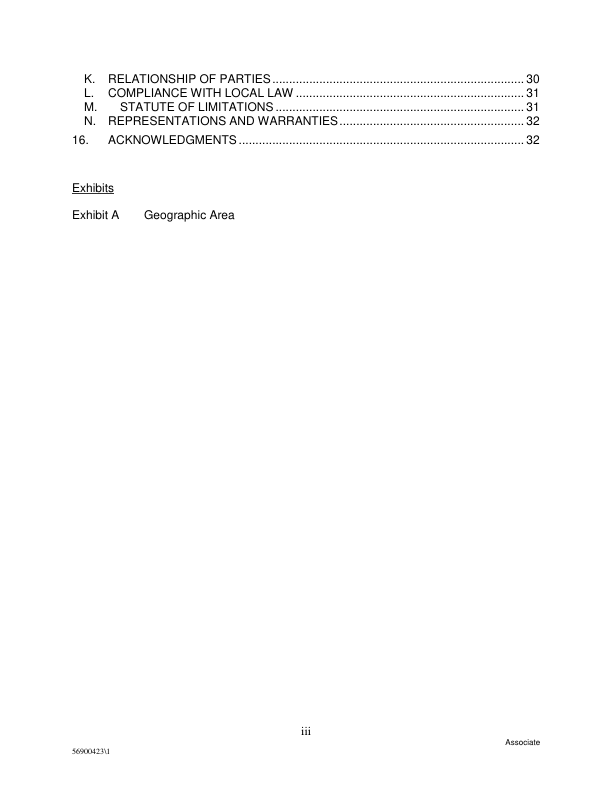 K. RELATIONSHIP OF PARTIES ............................................................................ 30
L. COMPLIANCE WITH LOCAL LAW ..................................................................... 31
M. STATUTE OF LIMITATIONS ........................................................................... 31
N. REPRESENTATIONS AND WARRANTIES ........................................................ 32
16. ACKNOWLEDGMENTS ...................................................................................... 32
Exhibits
Exhibit A Geographic Area
iii
Associate
56900423\1